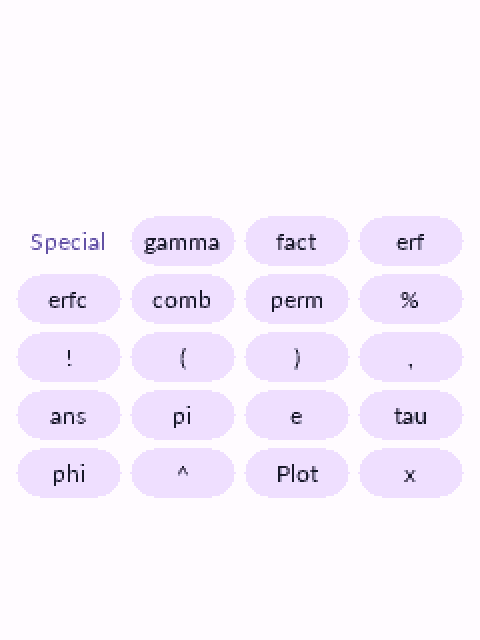 Special gamma fact erf
erfc comb perm %
! ( ) ,
ans pi e tau
phi ^ Plot x